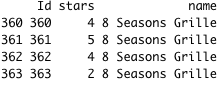 Id stars name
360 360 4 8 Seasons Grille
361 361 5 8 Seasons Grille
362 362 4 8 Seasons Grille
363 363 2 8 Seasons Grille